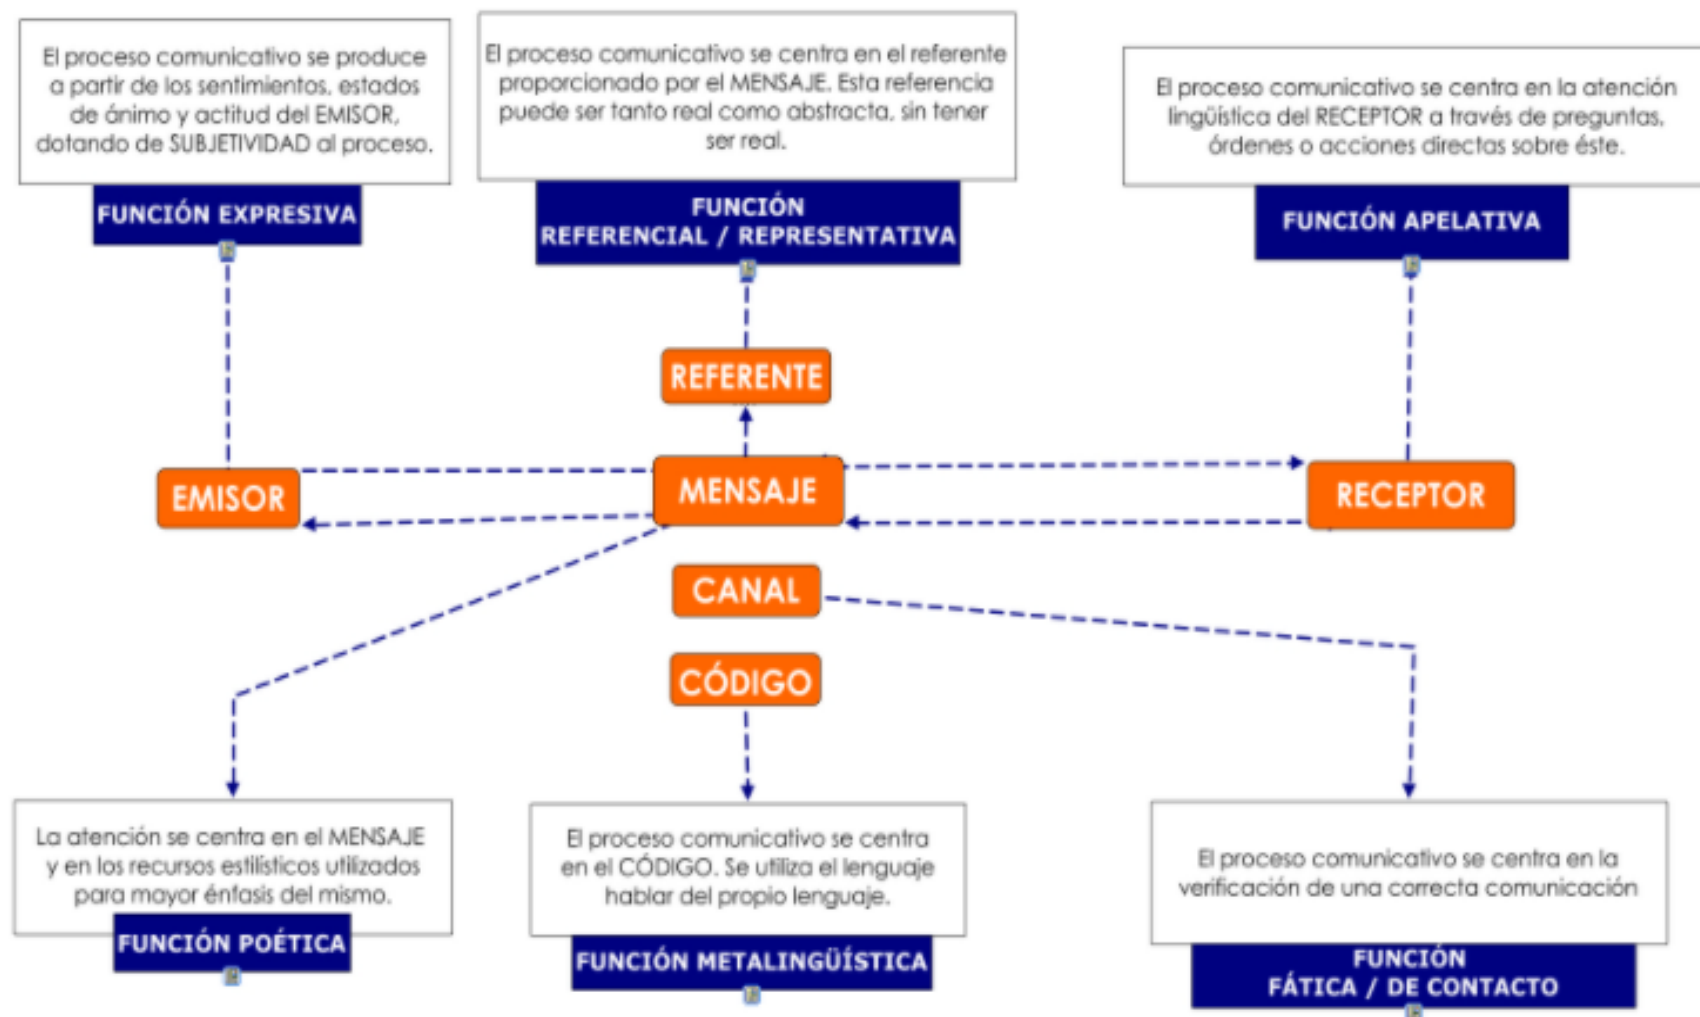 El proceso comunicativo se produce
a partir de los sentimientos, estados
de ánimo y actitud del EMISOR,
dotando de SUBJETIVIDAD al proceso.
FUNCIÓN EXPRESIVA
El proceso comunicativo se centra en el referente
proporcionado por el MENSAJE. Esta referencia
puede ser tanto real como abstracta, sin tener
ser real.
FUNCIÓN
REFERENCIAL / REPRESENTATIVA
El proceso comunicativo se centra en la atención
lingüística del RECEPTOR a través de preguntas,
órdenes o acciones directas sobre éste.
FUNCIÓN APELATIVA
REFERENTE
EMISOR
MENSAJE
RECEPTOR
CANAL
CÓDIGO
La atención se centra en el MENSAJE
y en los recursos estilísticos utilizados
para mayor énfasis del mismo.
FUNCIÓN POÉTICA
El proceso comunicativo se centra
en el CÓDIGO. Se utiliza el lenguaje
hablar del propio lenguaje.
FUNCIÓN METALINGÜÍSTICA
El proceso comunicativo se centra en la
verificación de una correcta comunicación
FUNCIÓN
FÁTICA / DE CONTACTO